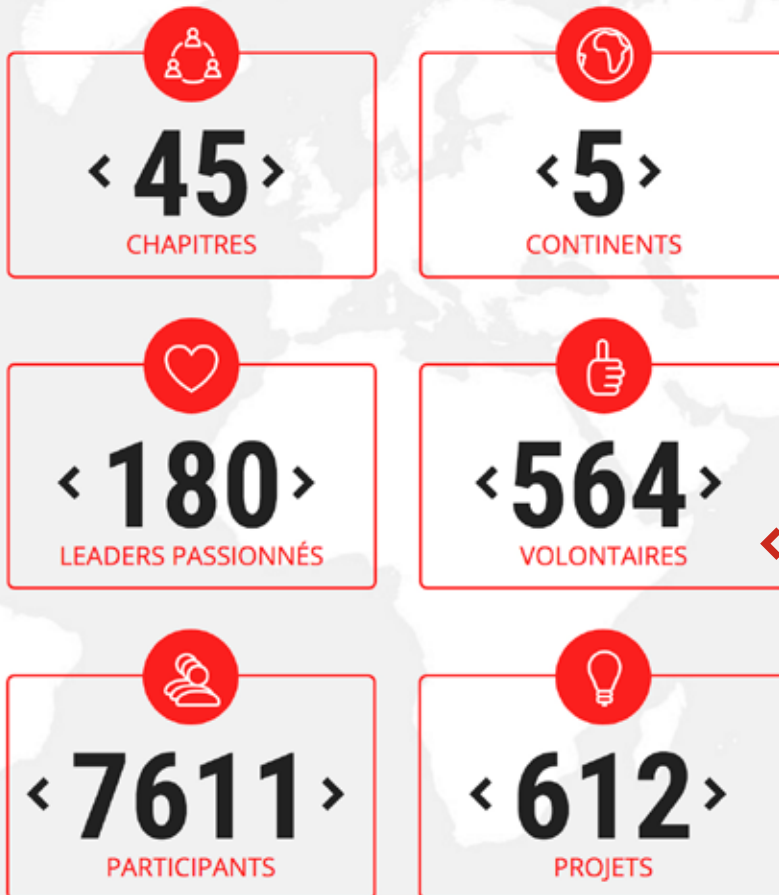 < 45 >
CHAPITRES
< 5 >
CONTINENTS
< 180 >
LEADERS PASSIONNÉS
< 564 >
VOLONTAIRES
<
< 7611 >
PARTICIPANTS
< 612 >
PROJETS